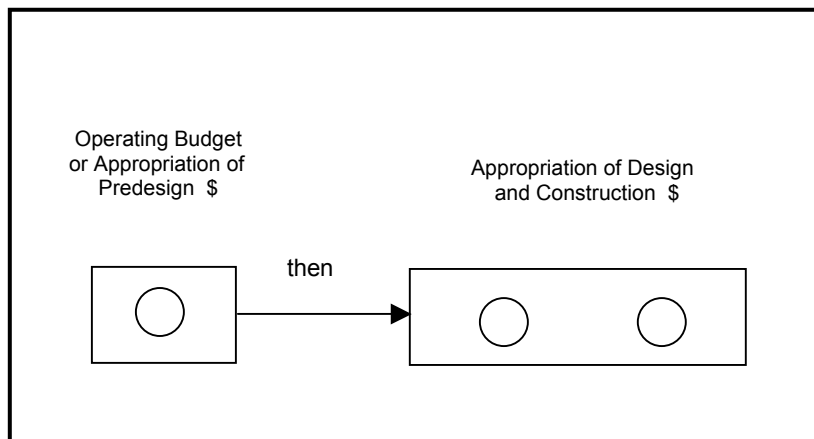 Operating Budget
or Appropriation of
Predesign $
Appropriation of Design
and Construction $
then